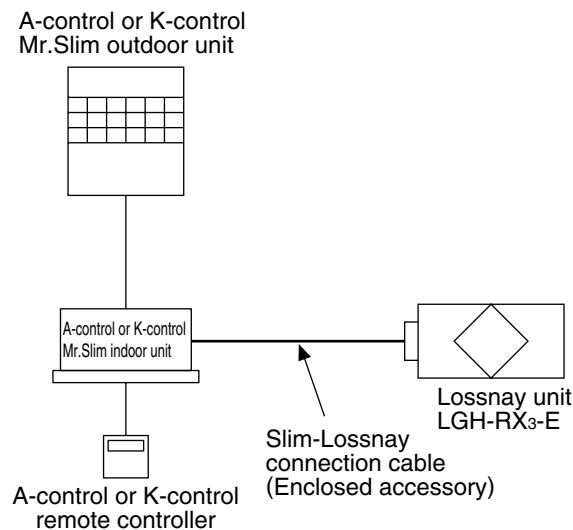 A-control or K-control
Mr.Slim outdoor unit
A-control or K-control
Mr.Slim indoor unit
Lossnay unit
LGH-RX₃-E
Slim-Lossnay
connection cable
(Enclosed accessory)
A-control or K-control
remote controller